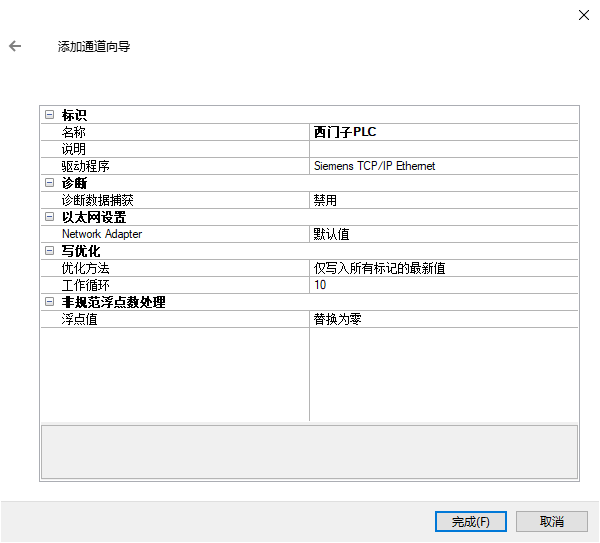 添加通道向导
标识
名称 西门子PLC
说明
驱动程序 Siemens TCP/IP Ethernet
诊断
诊断数据捕获 禁用
以太网设置
Network Adapter 默认值
写优化
优化方法 仅写入所有标记的最新值
工作循环 10
非规范浮点数处理
浮点值 替换为零
完成(F) 取消